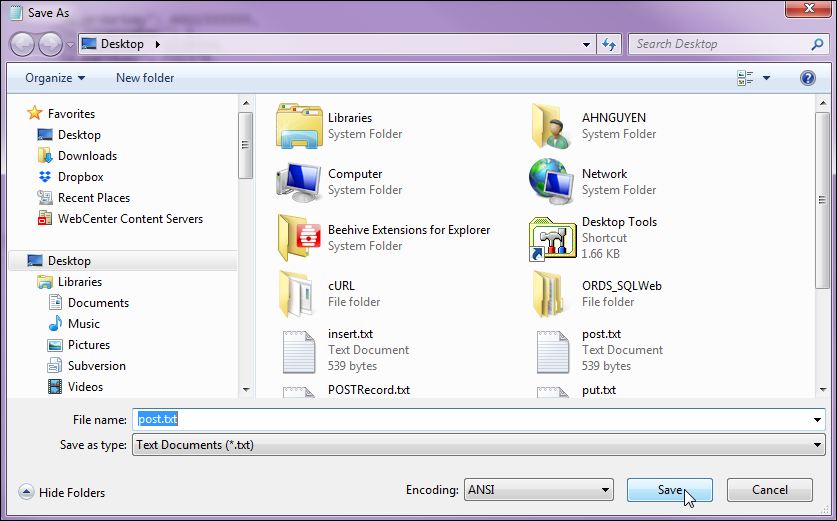 Save As
Desktop
Search Desktop
Organize
New folder
Favorites
Desktop
Downloads
Dropbox
Recent Places
WebCenter Content Servers
Desktop
Libraries
Documents
Music
Pictures
Subversion
Videos
Libraries
System Folder
AHNGUYEN
System Folder
Computer
System Folder
Network
System Folder
Beehive Extensions for Explorer
System Folder
Desktop Tools
Shortcut
1.66 KB
cURL
File folder
ORDS_SQLWeb
File folder
insert.txt
Text Document
539 bytes
post.txt
Text Document
539 bytes
POSTRecord.txt
put.txt
File name: post.txt
Save as type: Text Documents (*.txt)
Hide Folders
Encoding: ANSI
Save
Cancel